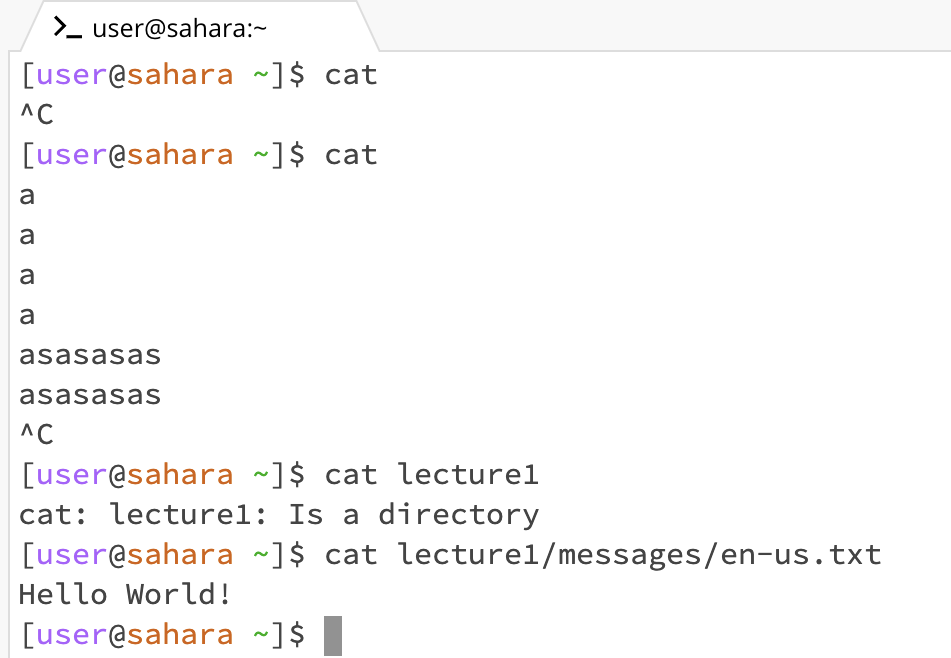 >_ user@sahara:~
[user@sahara ~]$ cat
^C
[user@sahara ~]$ cat
a
a
a
a
asasasas
asasasas
^C
[user@sahara ~]$ cat lecture1
cat: lecture1: Is a directory
[user@sahara ~]$ cat lecture1/messages/en-us.txt
Hello World!
[user@sahara ~]$